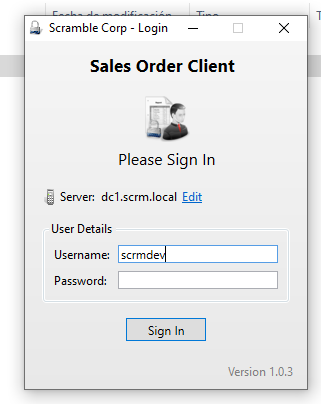 Fecha de modificación
Tipo
Scramble Corp - Login
Sales Order Client
Please Sign In
Server: dc1.scrm.local Edit
User Details
Username: scrmdev
Password:
Sign In
Version 1.0.3